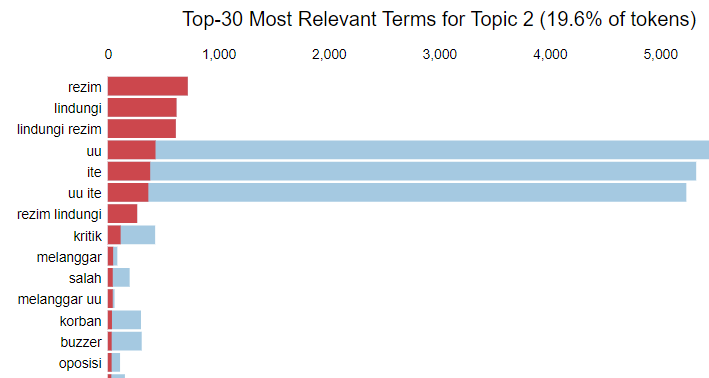 Top-30 Most Relevant Terms for Topic 2 (19.6% of tokens)
0 1,000 2,000 3,000 4,000 5,000
rezim
lindungi
lindungi rezim
uu
ite
uu ite
rezim lindungi
kritik
melanggar
salah
melanggar uu
korban
buzzer
oposisi